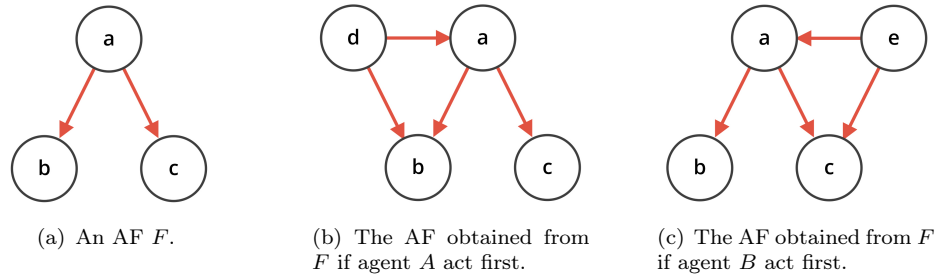 a
b
c
(a) An AF F.
d
a
b
c
(b) The AF obtained from
F if agent A act first.
a
e
b
c
(c) The AF obtained from F
if agent B act first.